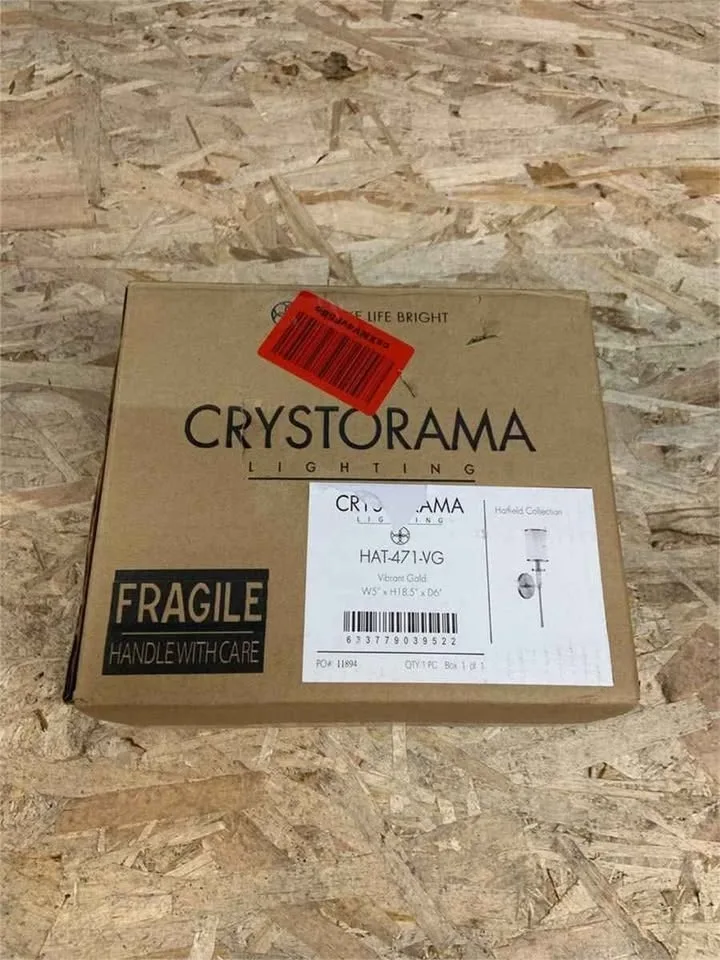 LIFE BRIGHT
CRYSTORAMA
LIGHTING
CRYSTORAMA
LIGHTING
Hatfield Collection
HAT-471-VG
Vibrant Gold
W5" x H18.5" x D6"
633779039522
PO#: 11894 QTY 1 PC Box 1 of 1
FRAGILE
HANDLE WITH CARE